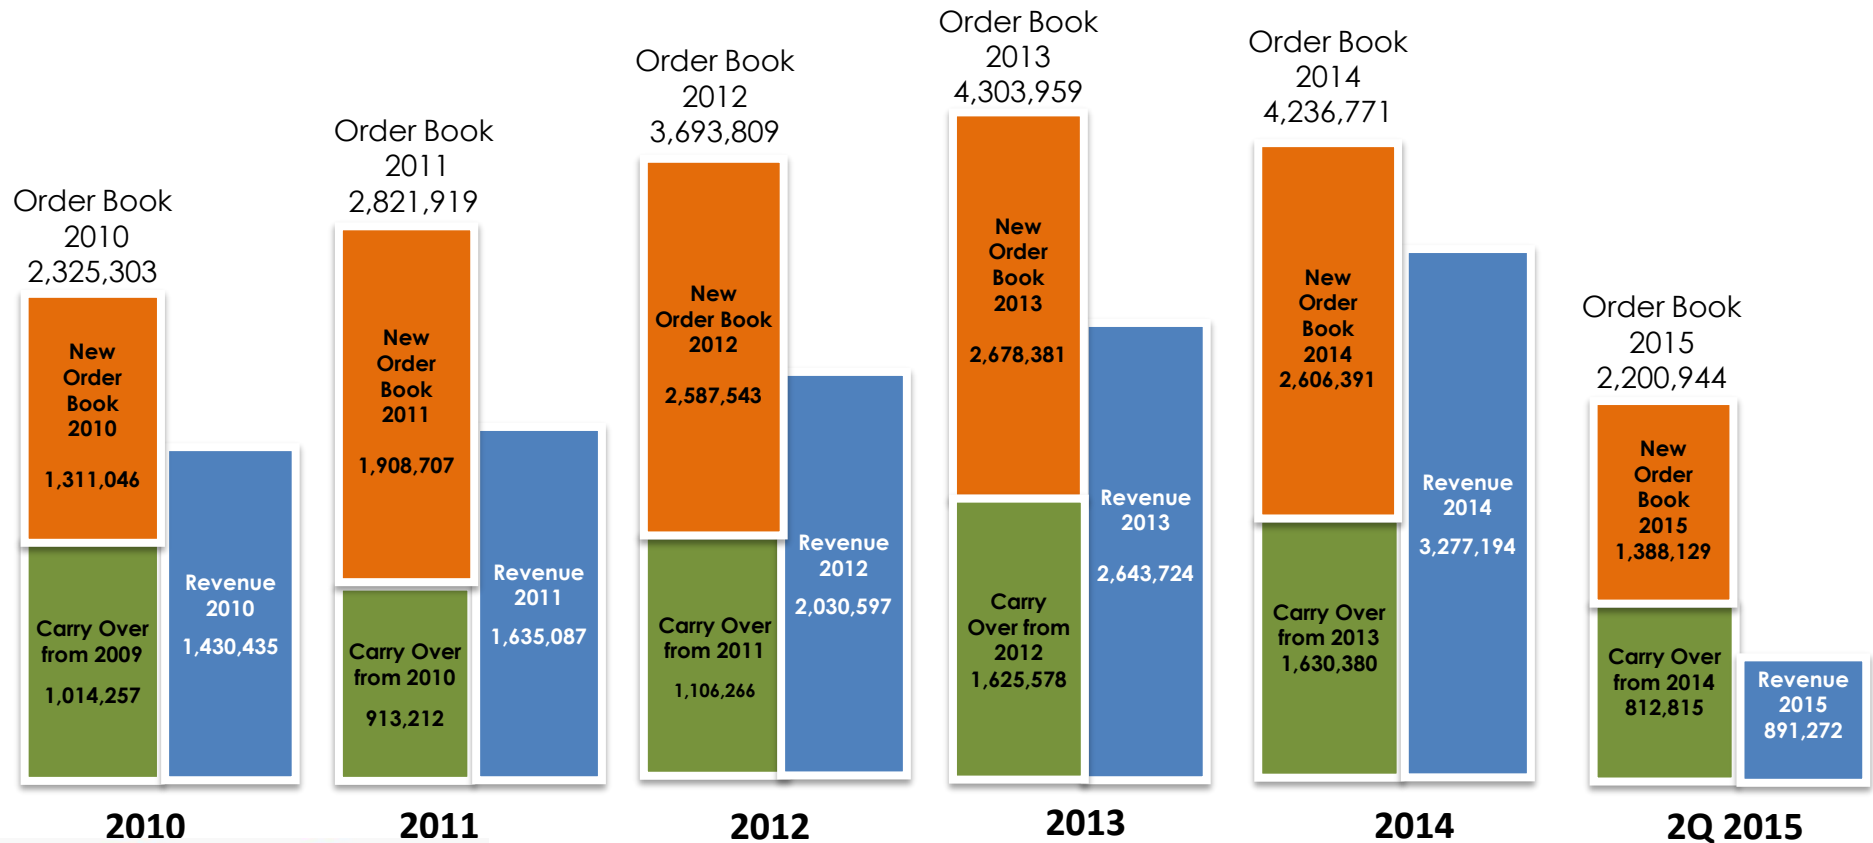 Order Book
2010
2,325,303
New
Order
Book
2010
1,311,046
Carry Over
from 2009
1,014,257
Revenue
2010
1,430,435
2010
Order Book
2011
2,821,919
New
Order
Book
2011
1,908,707
Carry Over
from 2010
913,212
Revenue
2011
1,635,087
2011
Order Book
2012
3,693,809
New
Order Book
2012
2,587,543
Carry Over
from 2011
1,106,266
Revenue
2012
2,030,597
2012
Order Book
2013
4,303,959
New
Order
Book
2013
2,678,381
Carry
Over from
2012
1,625,578
Revenue
2013
2,643,724
2013
Order Book
2014
4,236,771
New
Order
Book
2014
2,606,391
Carry Over
from 2013
1,630,380
Revenue
2014
3,277,194
2014
Order Book
2015
2,200,944
New
Order
Book
2015
1,388,129
Carry Over
from 2014
812,815
Revenue
2015
891,272
2Q 2015